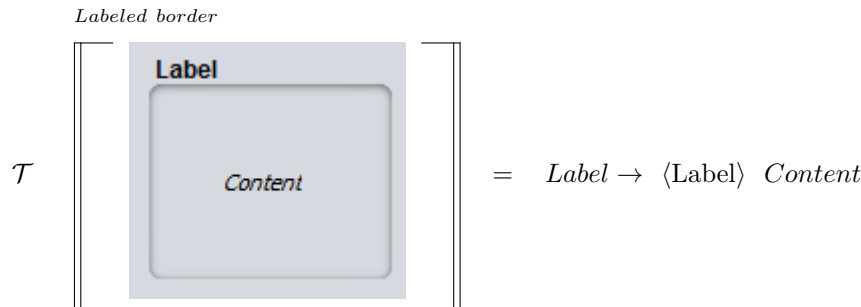 Labeled border
Label
Content
𝒯 = Label → ⟨Label⟩ Content